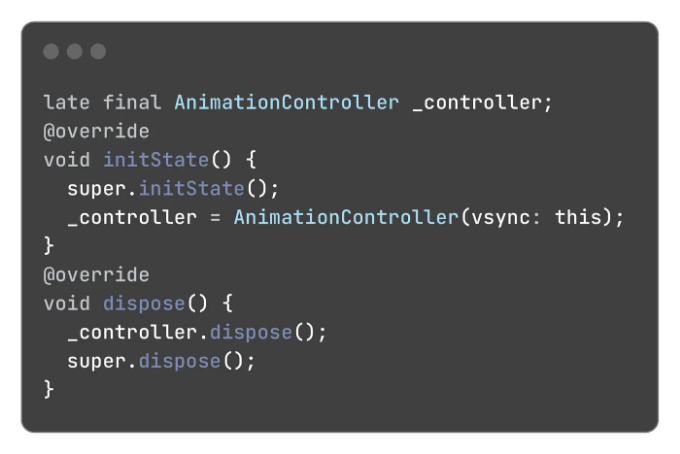 late final AnimationController _controller;
@override
void initState() {
  super.initState();
  _controller = AnimationController(vsync: this);
}
@override
void dispose() {
  _controller.dispose();
  super.dispose();
}